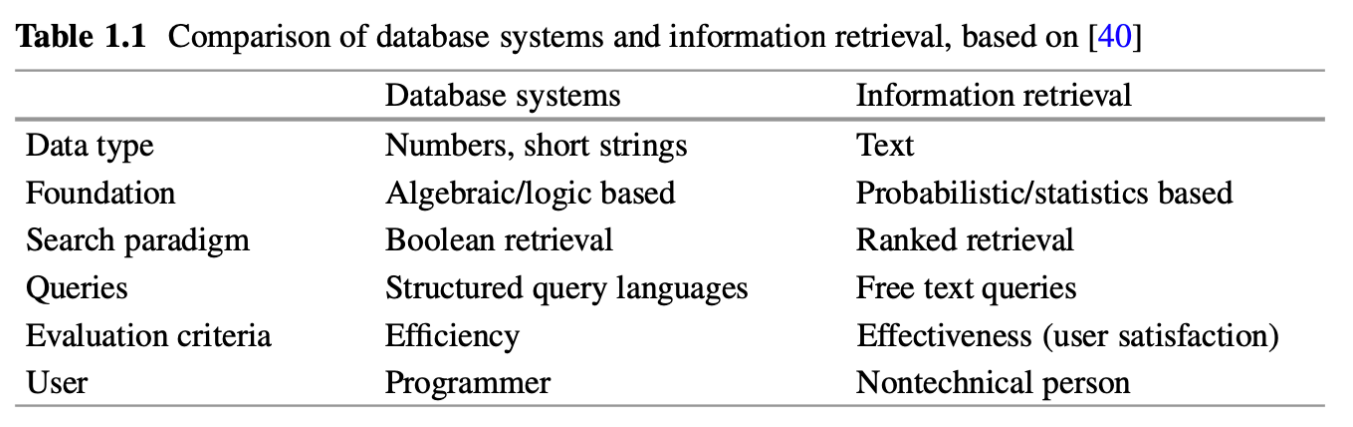 Table 1.1 Comparison of database systems and information retrieval, based on [40]
Database systems Information retrieval
Data type Numbers, short strings Text
Foundation Algebraic/logic based Probabilistic/statistics based
Search paradigm Boolean retrieval Ranked retrieval
Queries Structured query languages Free text queries
Evaluation criteria Efficiency Effectiveness (user satisfaction)
User Programmer Nontechnical person